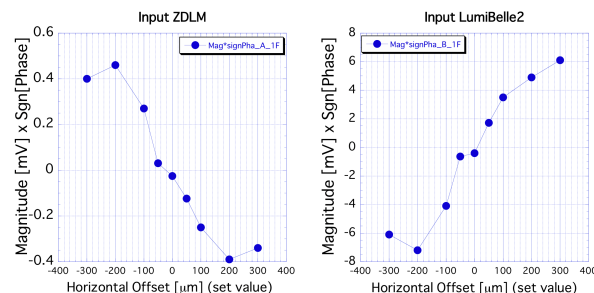 Input ZDLM
Magnitude [mV] x Sgn[Phase]
0.6
0.4
0.2
0
-0.2
-0.4
Mag*signPha_A_1F
-400 -300 -200 -100 0 100 200 300 400
Horizontal Offset [μm] (set value)
Input LumiBelle2
Magnitude [mV] x Sgn[Phase]
8
6
4
2
0
-2
-4
-6
-8
Mag*signPha_B_1F
-400 -300 -200 -100 0 100 200 300 400
Horizontal Offset [μm] (set value)